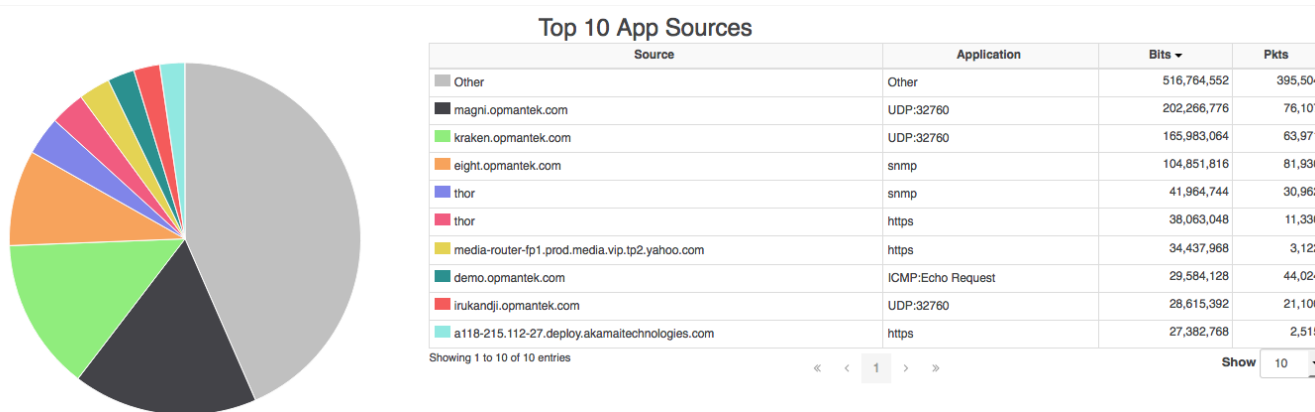 Top 10 App Sources
Source Application Bits Pkts
Other Other 516,764,552 395,504
magni.opmantek.com UDP:32760 202,266,776
kraken.opmantek.com UDP:32760 165,983,064
eight.opmantek.com snmp 104,851,816
thor snmp 41,964,744
thor https 38,063,048
media-router-fp1.prod.media.vip.tp2.yahoo.com https 34,437,968
demo.opmantek.com ICMP:Echo Request 29,584,128 44,024
irukandji.opmantek.com UDP:32760 28,615,392
a118-215.112-27.deploy.akamaitechnologies.com https 27,382,768
Showing 1 to 10 of 10 entries « ‹ 1 › » Show 10